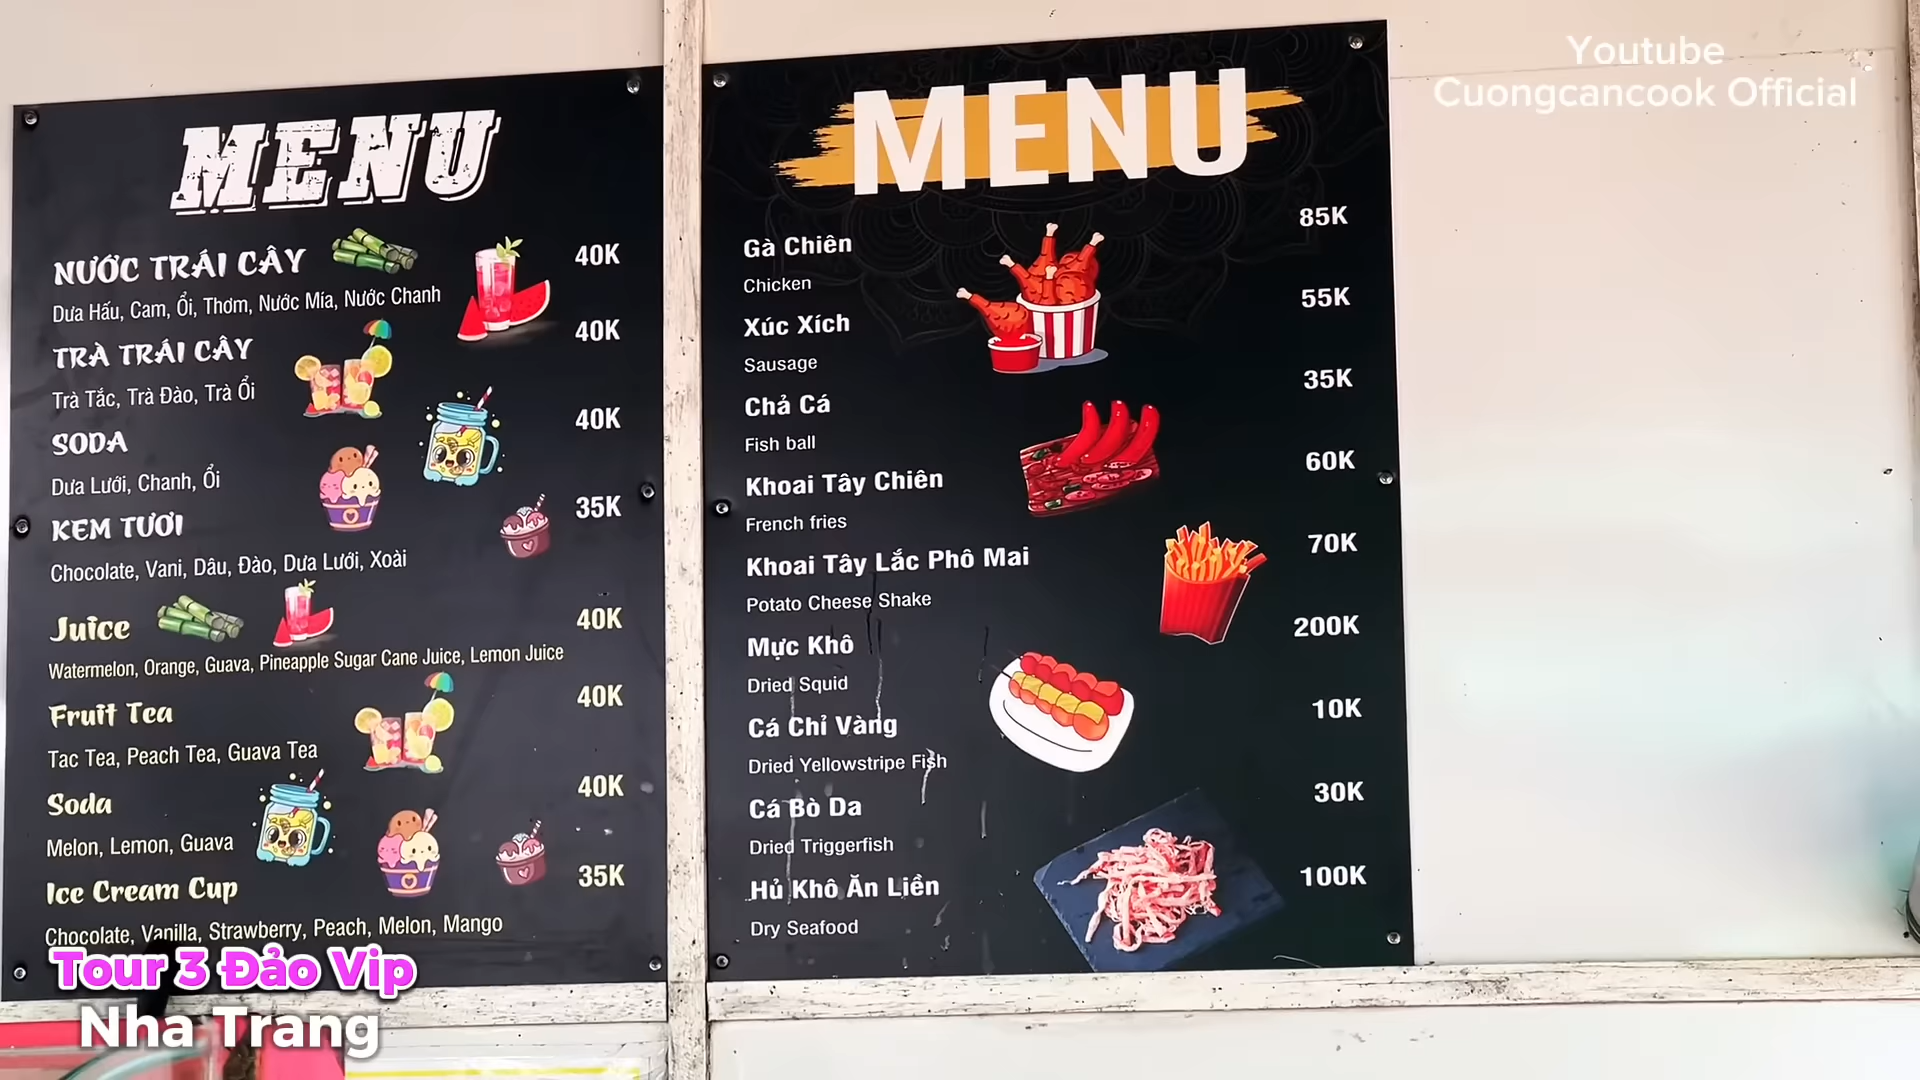 Youtube
Cuongcancook Official
MENU
NƯỚC TRÁI CÂY 40K
Dưa Hấu, Cam, Ổi, Thơm, Nước Mía, Nước Chanh
TRÀ TRÁI CÂY 40K
Trà Tắc, Trà Đào, Trà Ổi
SODA 40K
Dưa Lưới, Chanh, Ổi
KEM TƯƠI 35K
Chocolate, Vani, Dâu, Đào, Dưa Lưới, Xoài
Juice 40K
Watermelon, Orange, Guava, Pineapple Sugar Cane Juice, Lemon Juice
Fruit Tea 40K
Tac Tea, Peach Tea, Guava Tea
Soda 40K
Melon, Lemon, Guava
Ice Cream Cup 35K
Chocolate, Vanilla, Strawberry, Peach, Melon, Mango
MENU
Gà Chiên 85K
Chicken
Xúc Xích 55K
Sausage
Chả Cá 35K
Fish ball
Khoai Tây Chiên 60K
French fries
Khoai Tây Lắc Phô Mai 70K
Potato Cheese Shake
Mực Khô 200K
Dried Squid
Cá Chỉ Vàng 10K
Dried Yellowstripe Fish
Cá Bò Da 30K
Dried Triggerfish
Hủ Khô Ăn Liền 100K
Dry Seafood
Tour 3 Đảo Vip
Nha Trang